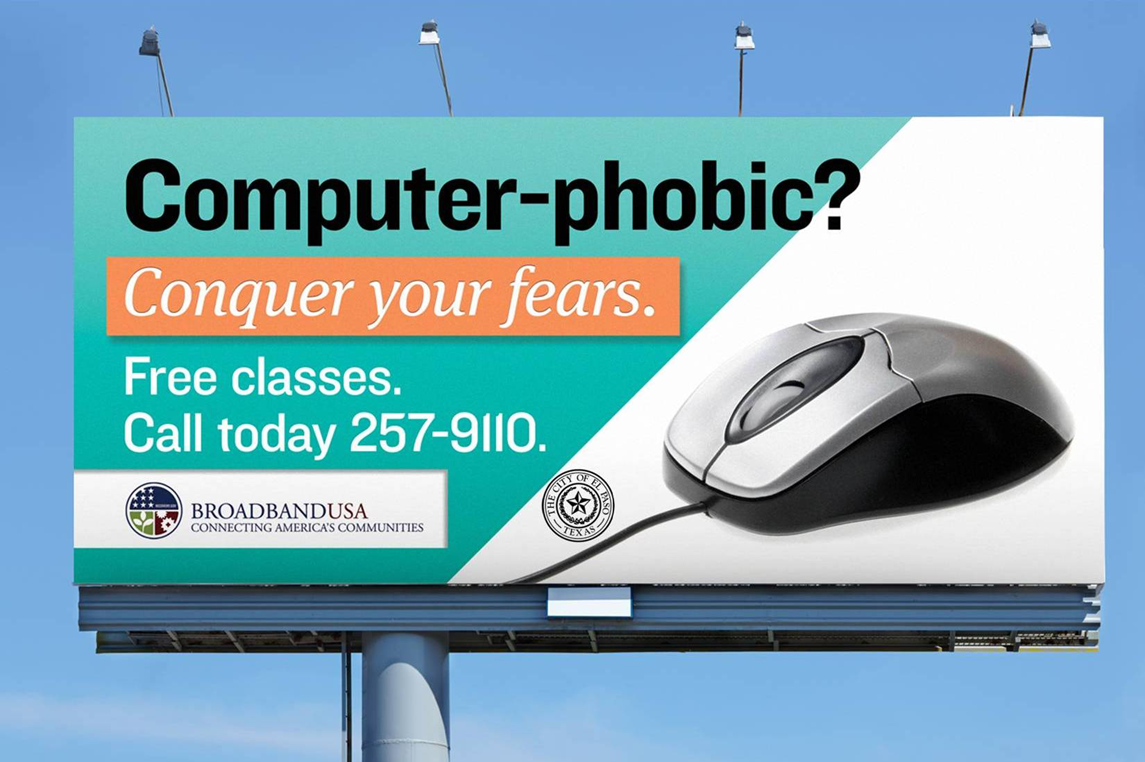 Computer-phobic?
Conquer your fears.
Free classes.
Call today 257-9110.
BROADBANDUSA
CONNECTING AMERICA'S COMMUNITIES
THE CITY OF EL PASO
TEXAS